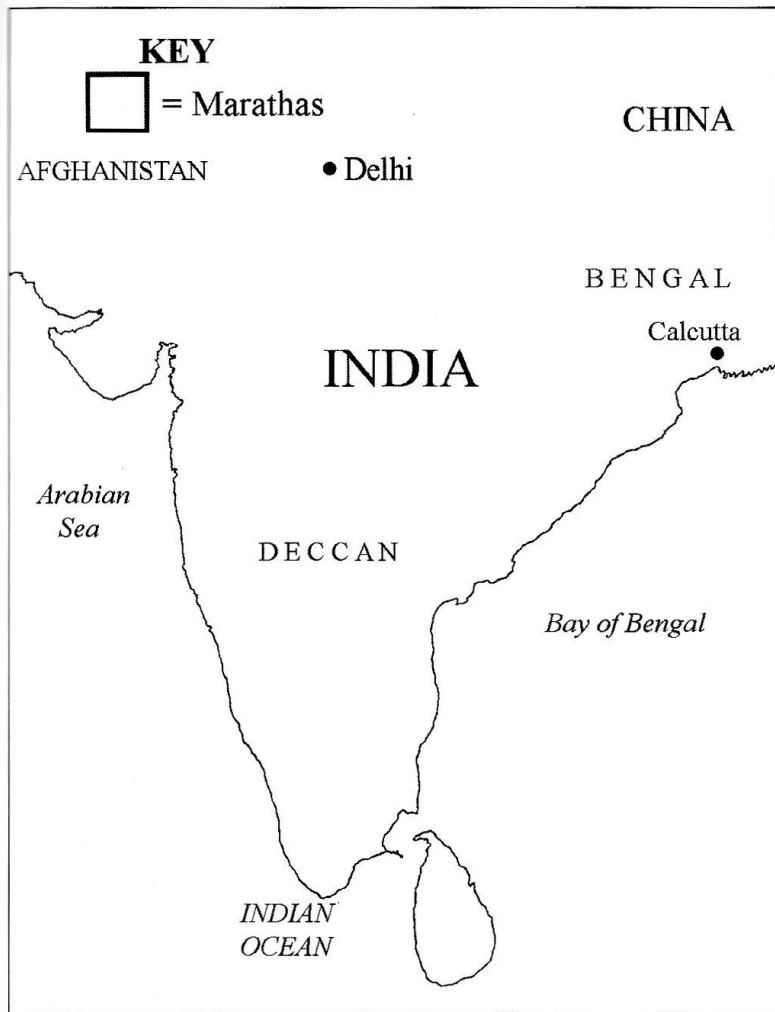 KEY
= Marathas
CHINA
AFGHANISTAN
Delhi
BENGAL
Calcutta
INDIA
Arabian
Sea
DECCAN
Bay of Bengal
INDIAN
OCEAN